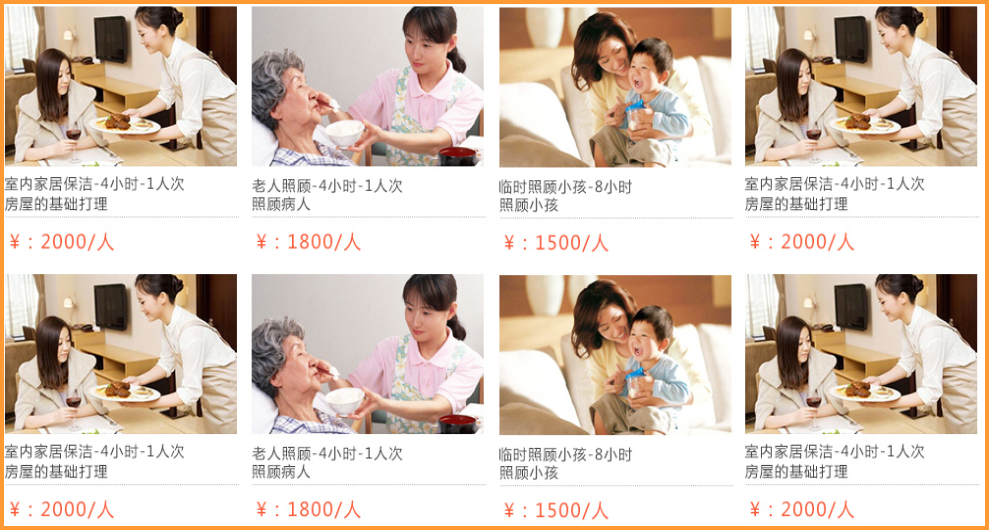 室内家居保洁-4小时-1人次
房屋的基础打理
¥：2000/人
老人照顾-4小时-1人次
照顾病人
¥：1800/人
临时照顾小孩-8小时
照顾小孩
¥：1500/人
室内家居保洁-4小时-1人次
房屋的基础打理
¥：2000/人
室内家居保洁-4小时-1人次
房屋的基础打理
¥：2000/人
老人照顾-4小时-1人次
照顾病人
¥：1800/人
临时照顾小孩-8小时
照顾小孩
¥：1500/人
室内家居保洁-4小时-1人次
房屋的基础打理
¥：2000/人